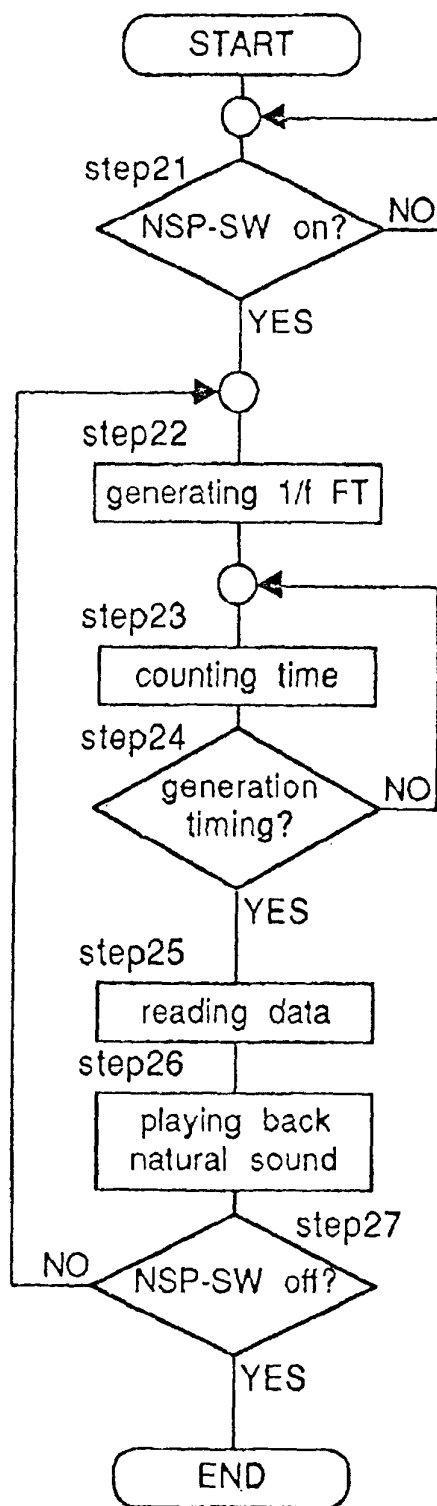 START
step21
NSP-SW on?
NO
YES
step22
generating 1/f FT
step23
counting time
step24
generation
timing?
NO
YES
step25
reading data
step26
playing back
natural sound
step27
NO
NSP-SW off?
YES
END